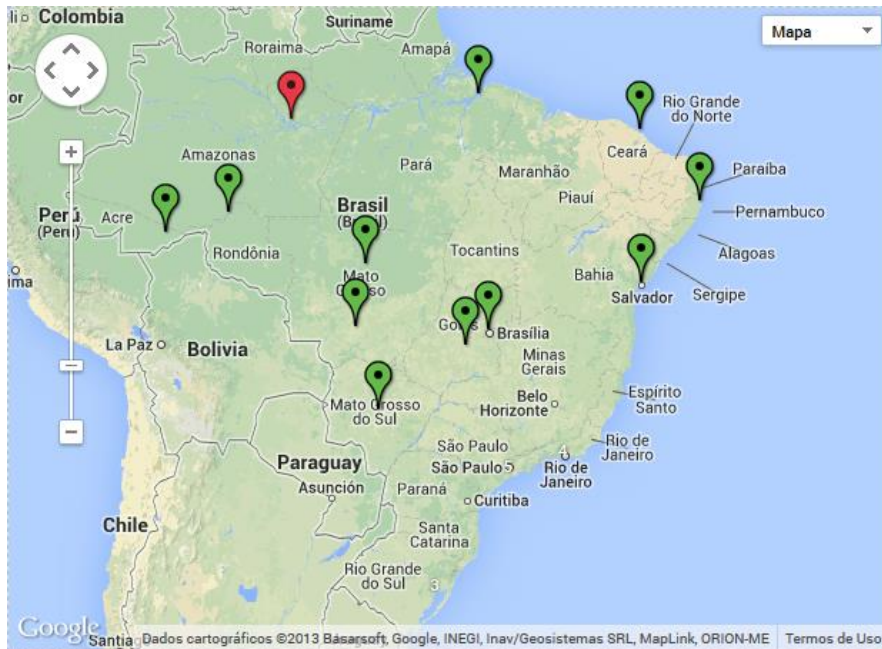 Colombia
Suriname
Roraima
Amapá
Mapa
Rio Grande
do Norte
Ceará
Amazonas
Pará
Maranhão
Paraíba
Piauí
Brasil
Acre
Perú
(Peru)
Pernambuco
Rondônia
Tocantins
Alagoas
Bahia
Mato
Sergipe
Salvador
Brasília
La Paz
Bolivia
Minas
Gerais
Espírito
Santo
Belo
Horizonte
Mato Grosso
do Sul
Rio de
Janeiro
São Paulo
São Paulo
5
4
Rio de
Janeiro
Paraguay
Asunción
Paraná
Curitiba
Chile
Santa
Catarina
Rio Grande
do Sul
3
Google
Dados cartográficos ©2013 Basarsoft, Google, INEGI, Inav/Geosistemas SRL, MapLink, ORION-ME
Termos de Uso